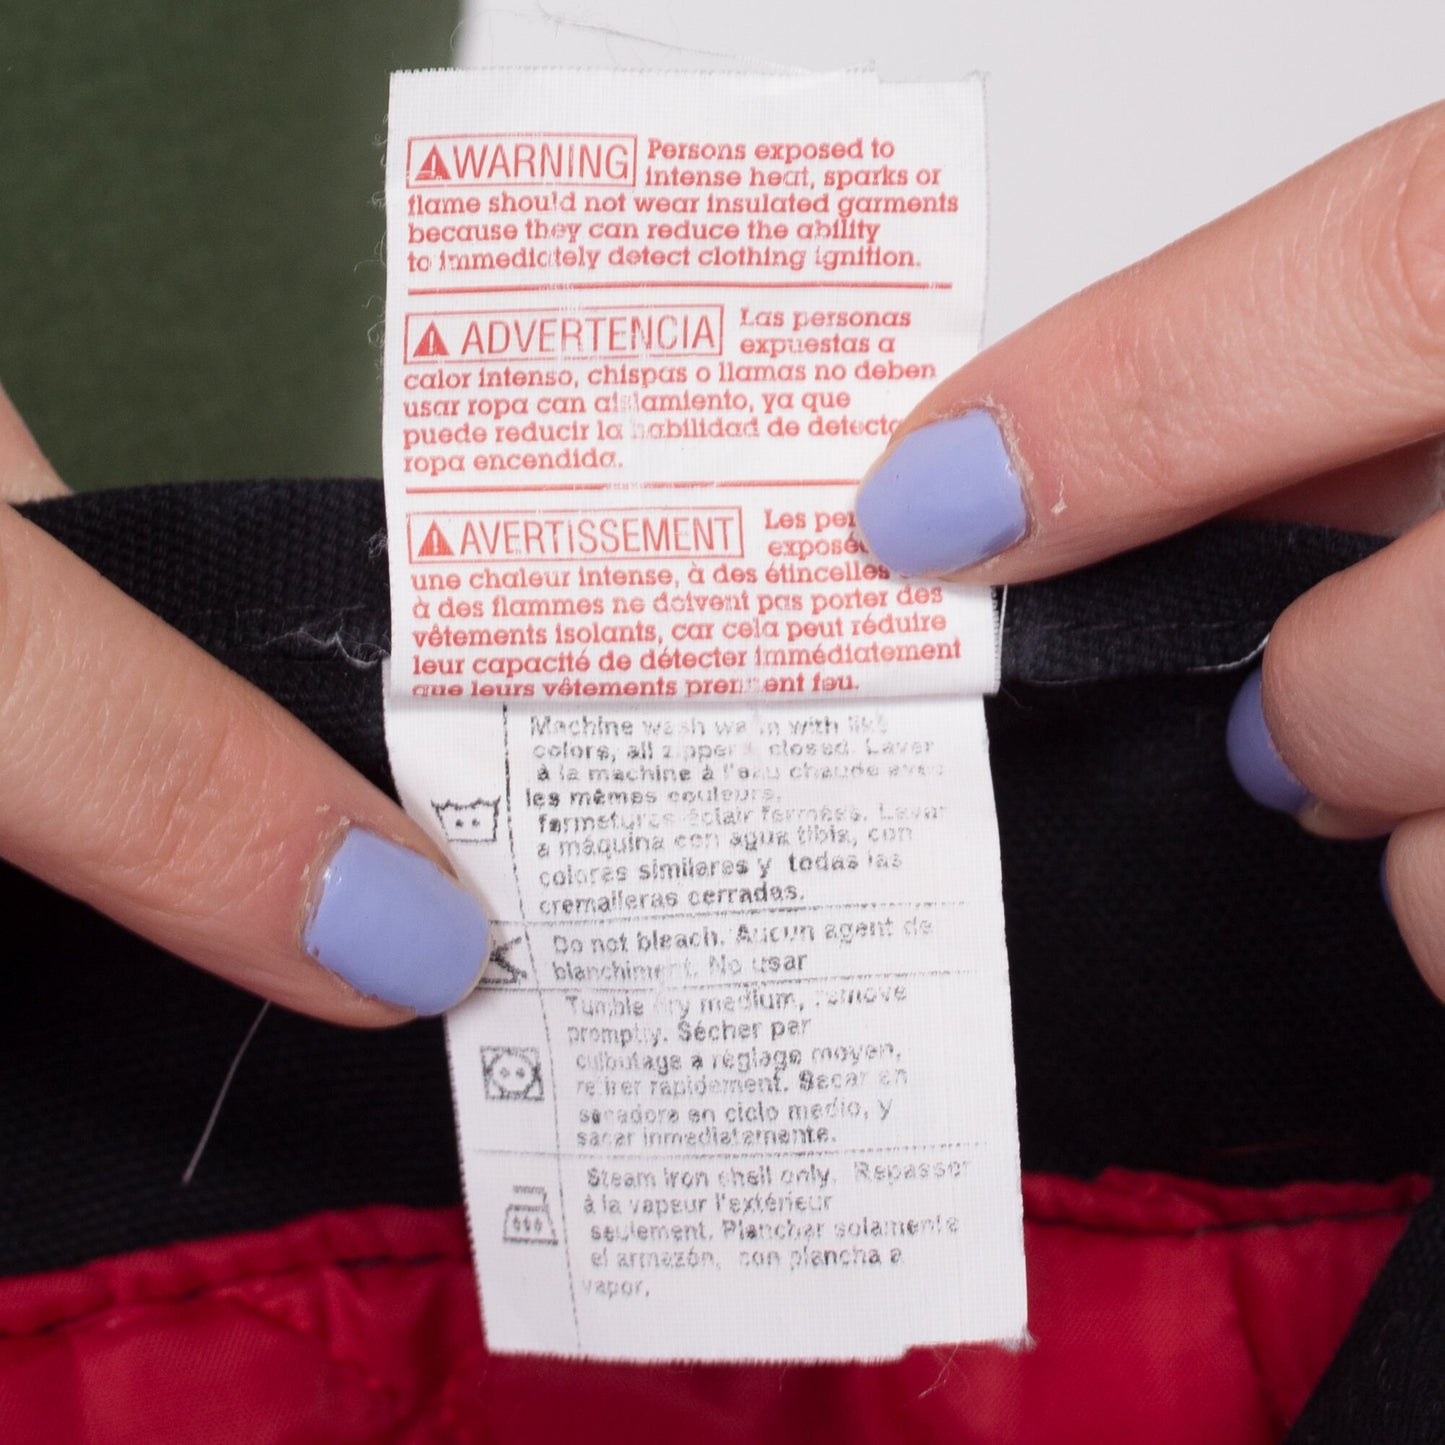 WARNING Persons exposed to
intense heat, sparks or
flame should not wear insulated garments
because they can reduce the ability
to immediately detect clothing ignition.
ADVERTENCIA Las personas
expuestas a
calor intenso, chispas o llamas no deben
usar ropa can aislamiento, ya que
puede reducir la habilidad de detecta
ropa encendida.
AVERTISSEMENT Les per
exposé
une chaleur intense, à des étincelles
à des flammes ne doivent pas porter des
vêtements isolants, car cela peut réduire
leur capacité de détecter immédiatement
que leurs vêtements prennent feu.
Machine wash warm with like
colors, all zippers closed. Laver
à la machine à l'eau chaude avec
les mêmes couleurs,
fermetures éclair fermées. Lavar
a máquina con agua tibia, con
colores similares y todas las
cremalleras cerradas.
Do not bleach. Aucun agent de
blanchiment. No usar
Tumble dry medium, remove
promptly. Sécher par
culbutage a réglage moyen,
retirer rapidement. Secar en
secadora en ciclo medio, y
sacar inmediatamente.
Steam iron shell only. Repasser
à la vapeur l'extérieur
seulement. Planchar solamente
el armazón, con plancha a
vapor.